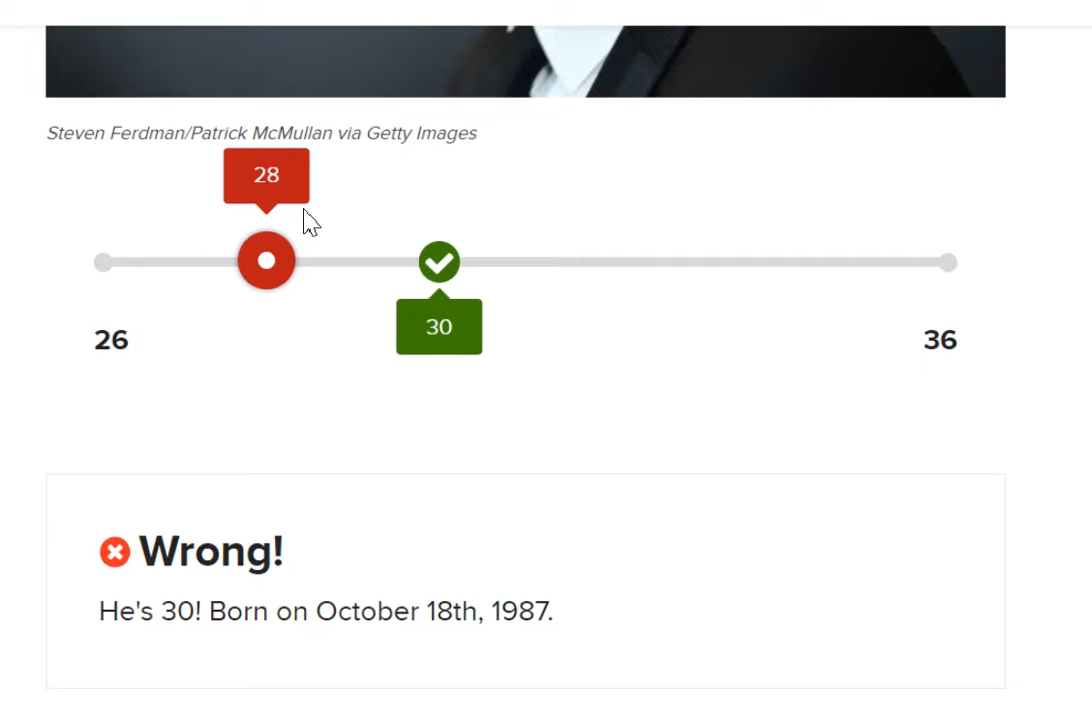 Steven Ferdman/Patrick McMullan via Getty Images
28
30
26
36
Wrong!
He's 30! Born on October 18th, 1987.